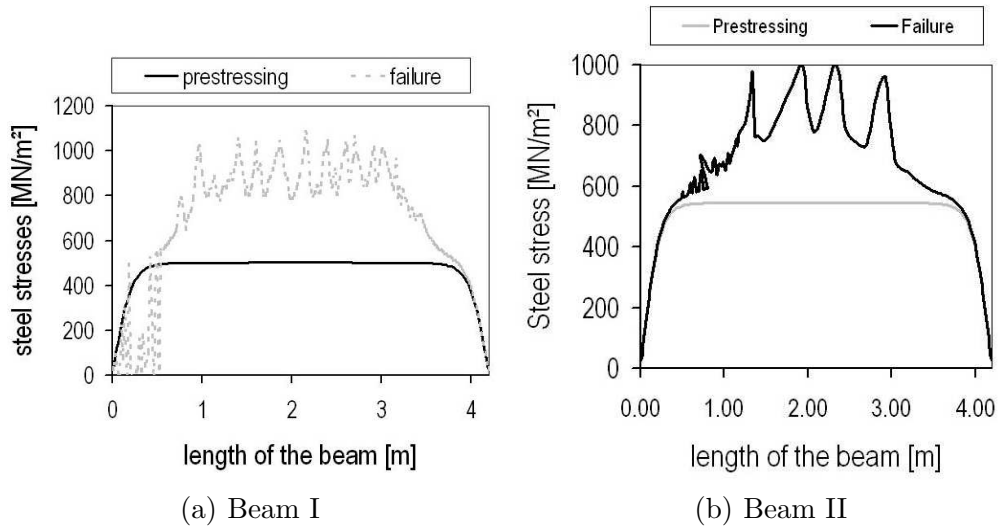 prestressing failure
1200
1000
800
600
400
200
0
steel stresses [MN/m²]
0 1 2 3 4
length of the beam [m]
(a) Beam I
Prestressing Failure
1000
800
600
400
200
0
Steel stress [MN/m²]
0.00 1.00 2.00 3.00 4.00
length of the beam [m]
(b) Beam II